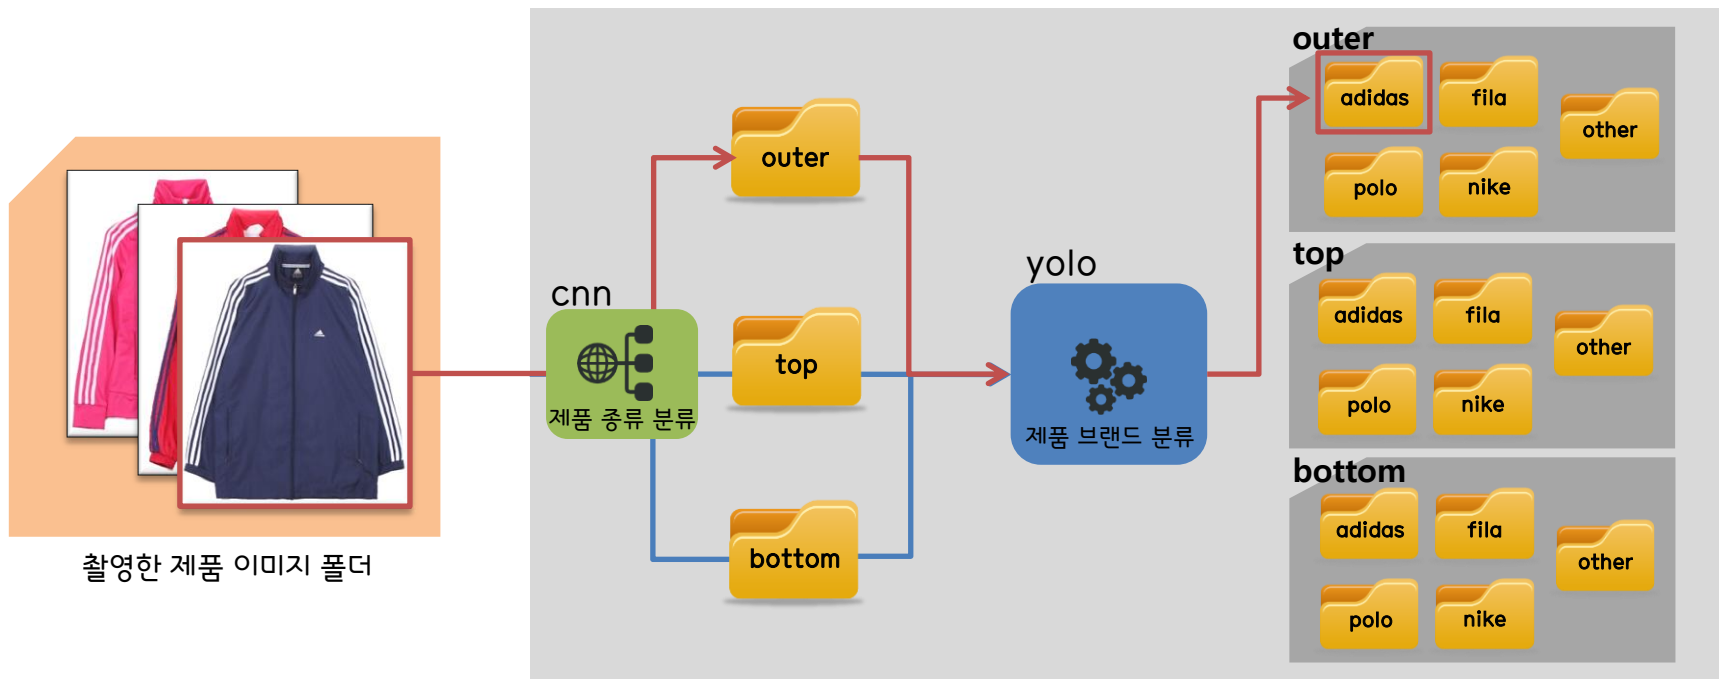 촬영한 제품 이미지 폴더
cnn
제품 종류 분류
outer
top
bottom
yolo
제품 브랜드 분류
outer
adidas
fila
other
polo
nike
top
adidas
fila
other
polo
nike
bottom
adidas
fila
other
polo
nike